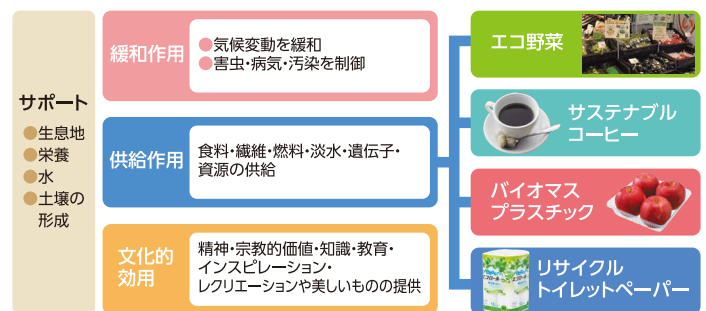 サポート
●生息地
●栄養
●水
●土壌の
形成
緩和作用
●気候変動を緩和
●害虫・病気・汚染を制御
供給作用
食料・繊維・燃料・淡水・遺伝子・
資源の供給
文化的
効用
精神・宗教的価値・知識・教育・
インスピレーション・
レクリエーションや美しいものの提供
エコ野菜
サステナブル
コーヒー
バイオマス
プラスチック
リサイクル
トイレットペーパー